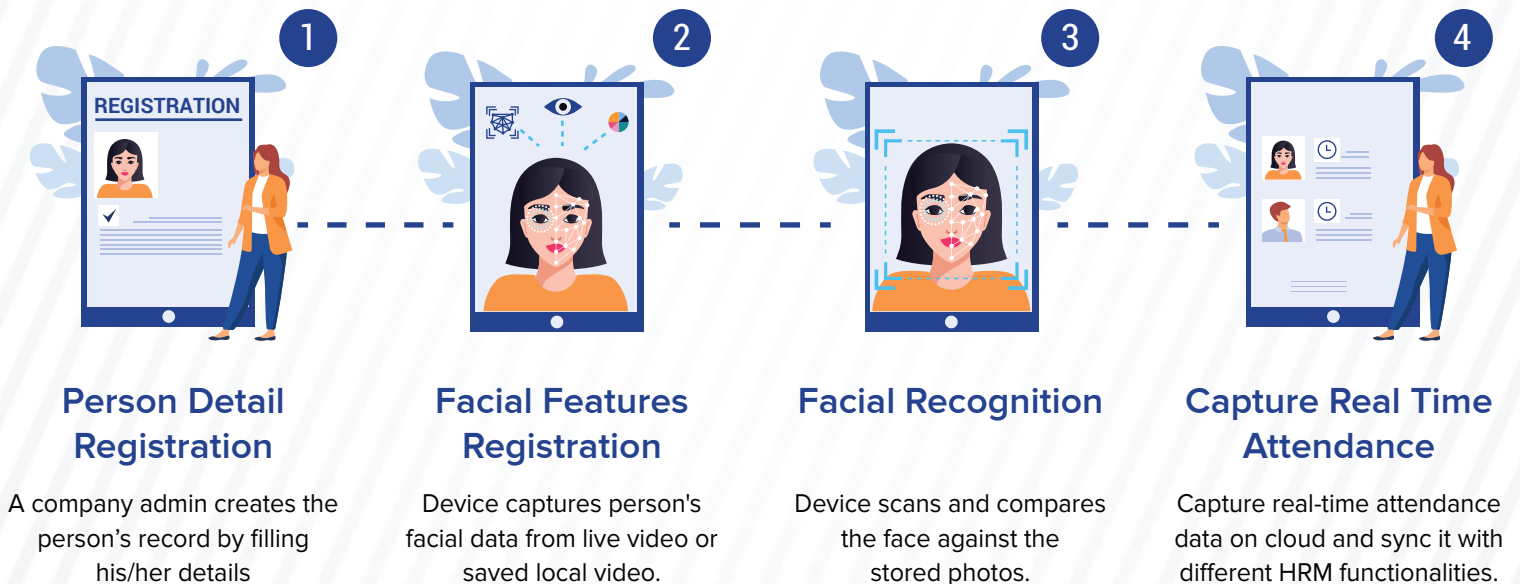 1
REGISTRATION
Person Detail
Registration
A company admin creates the
person’s record by filling
his/her details
2
Facial Features
Registration
Device captures person's
facial data from live video or
saved local video.
3
Facial Recognition
Device scans and compares
the face against the
stored photos.
4
Capture Real Time
Attendance
Capture real-time attendance
data on cloud and sync it with
different HRM functionalities.